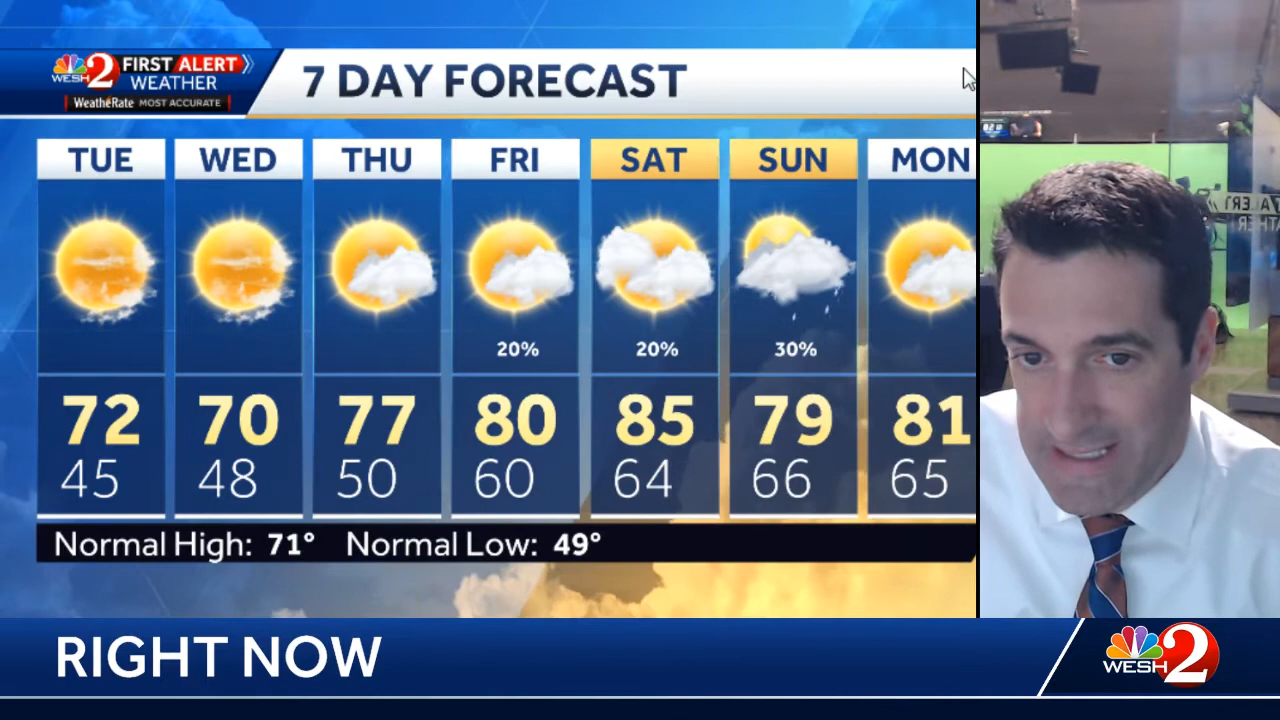 WESH 2 FIRST ALERT
WEATHER
WeatheRate MOST ACCURATE
7 DAY FORECAST
TUE WED THU FRI SAT SUN MON
20% 20% 30%
72 70 77 80 85 79 81
45 48 50 60 64 66 65
Normal High: 71° Normal Low: 49°
RIGHT NOW
WESH 2